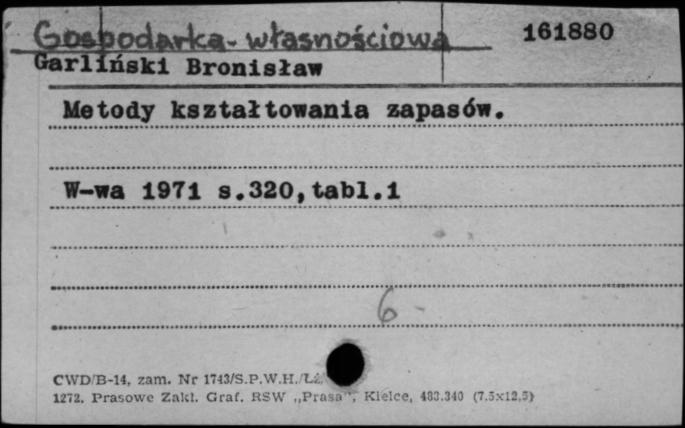 Gospodarka-własnościowa 161880
Garliński Bronisław
Metody kształtowania zapasów.
W-wa 1971 s.320,tabl.1
6-
CWD/B-14, zam. Nr 1743/S.P.W.H./Łż
1272. Prasowe Zakł. Graf. RSW „Prasa”, Kielce, 483.340 (7,5x12,5)